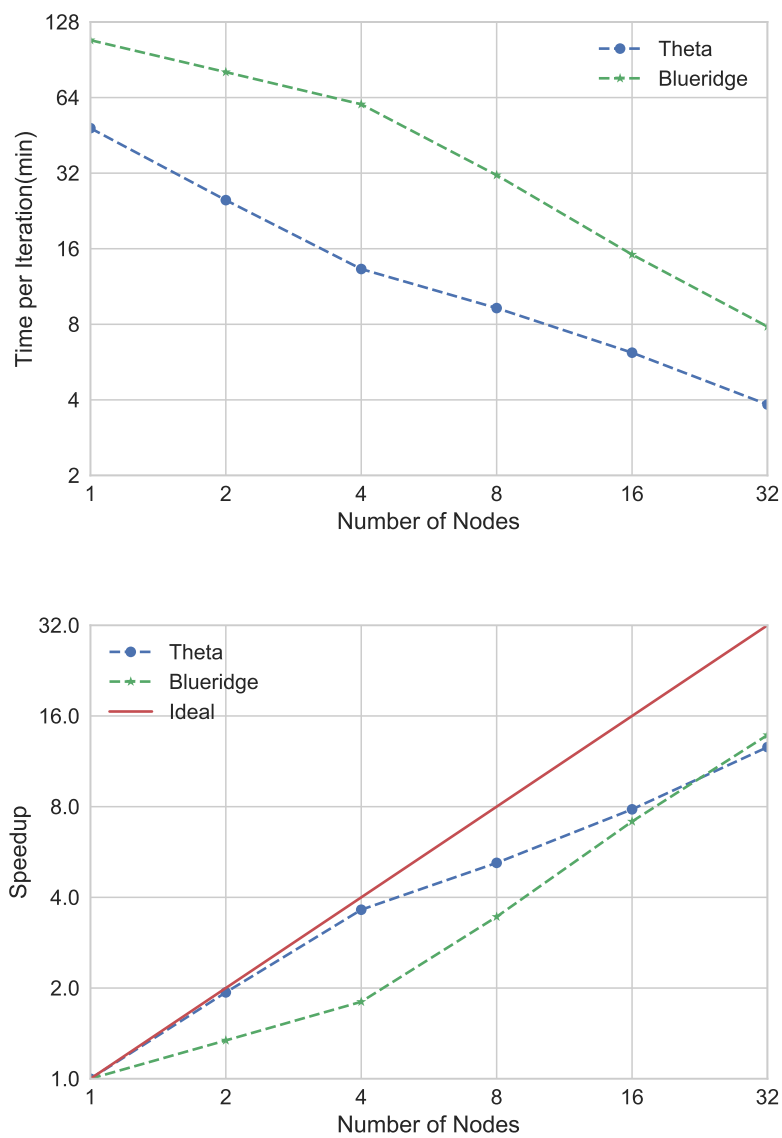 128
64
32
16
8
4
2
Time per Iteration(min)
Theta
Blueridge
1 2 4 8 16 32
Number of Nodes
32.0
16.0
8.0
4.0
2.0
1.0
Speedup
Theta
Blueridge
Ideal
1 2 4 8 16 32
Number of Nodes